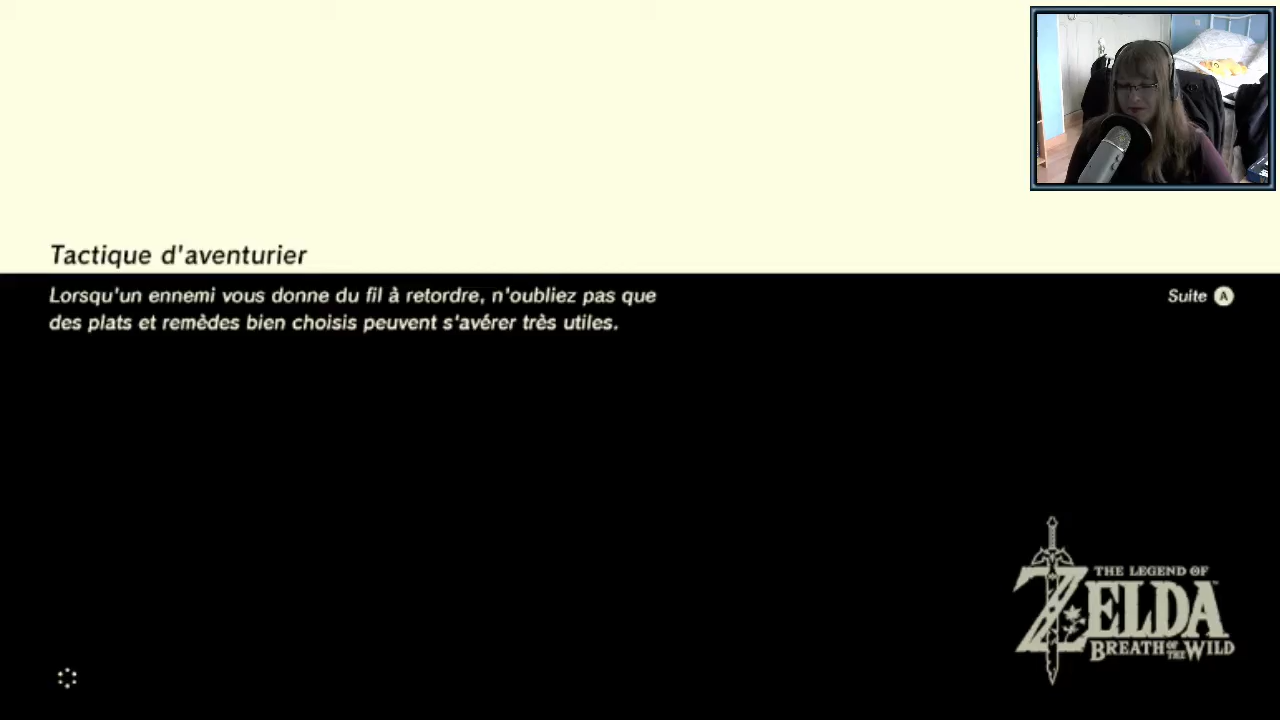 Tactique d'aventurier
Lorsqu'un ennemi vous donne du fil à retordre, n'oubliez pas que
des plats et remèdes bien choisis peuvent s'avérer très utiles.
Suite A
THE LEGEND OF
ZELDA
BREATH OF THE WILD